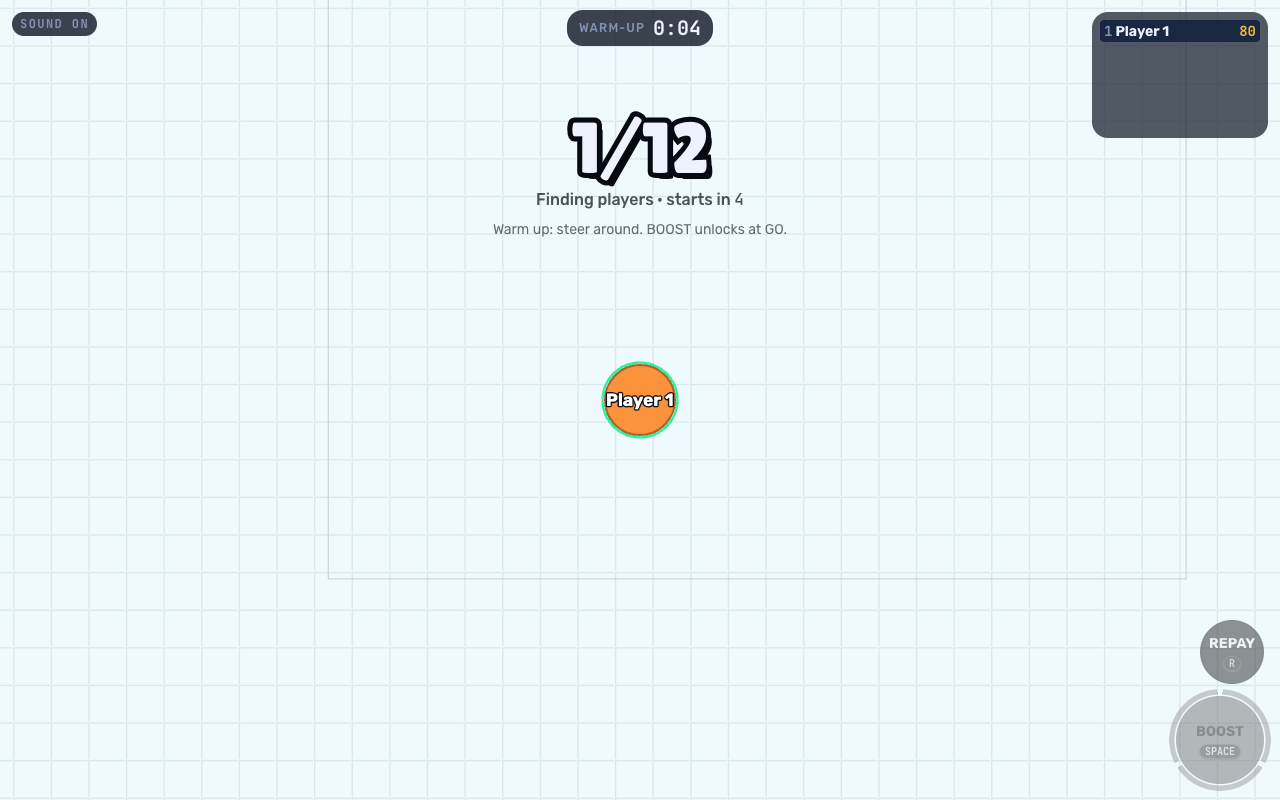 SOUND ON
WARM-UP 0:04
1 Player 1 80
1/12
Finding players • starts in 4
Warm up: steer around. BOOST unlocks at GO.
Player 1
REPAY
R
BOOST
SPACE